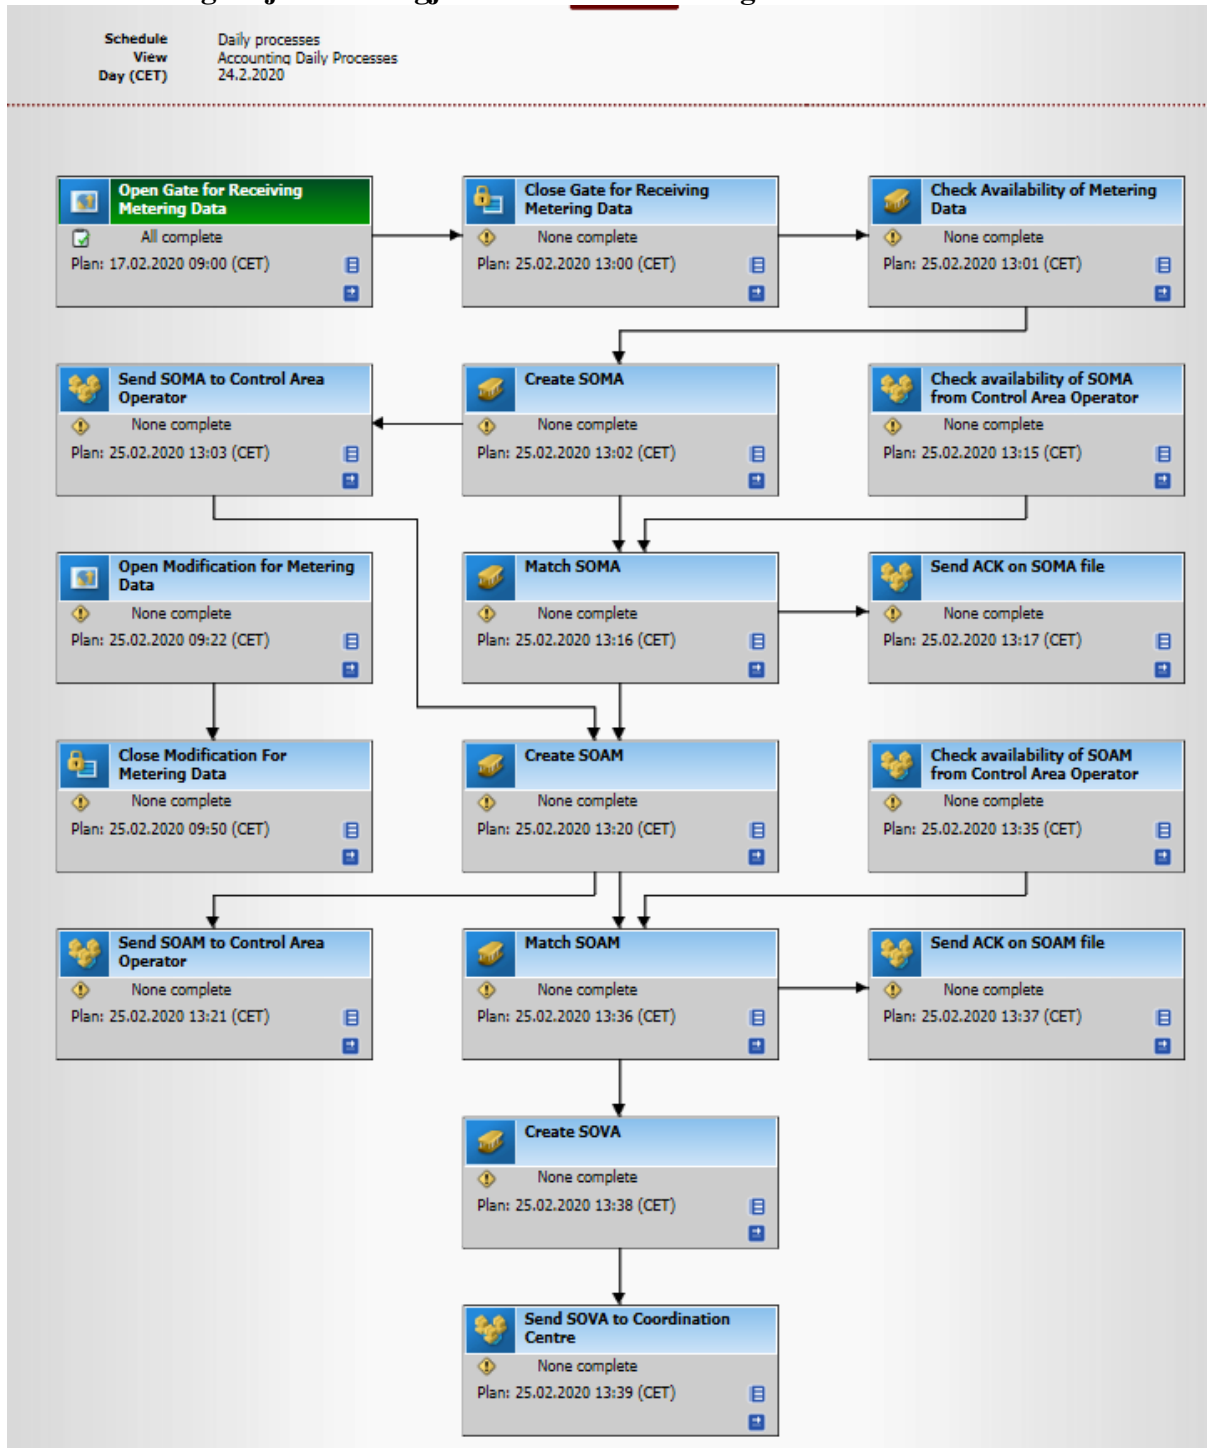 Schedule Daily processes
View Accounting Daily Processes
Day (CET) 24.2.2020
Open Gate for Receiving
Metering Data
All complete
Plan: 17.02.2020 09:00 (CET)
Close Gate for Receiving
Metering Data
None complete
Plan: 25.02.2020 13:00 (CET)
Check Availability of Metering
Data
None complete
Plan: 25.02.2020 13:01 (CET)
Send SOMA to Control Area
Operator
None complete
Plan: 25.02.2020 13:03 (CET)
Create SOMA
None complete
Plan: 25.02.2020 13:02 (CET)
Check availability of SOMA
from Control Area Operator
None complete
Plan: 25.02.2020 13:15 (CET)
Open Modification for Metering
Data
None complete
Plan: 25.02.2020 09:22 (CET)
Match SOMA
None complete
Plan: 25.02.2020 13:16 (CET)
Send ACK on SOMA file
None complete
Plan: 25.02.2020 13:17 (CET)
Close Modification For
Metering Data
None complete
Plan: 25.02.2020 09:50 (CET)
Create SOAM
None complete
Plan: 25.02.2020 13:20 (CET)
Check availability of SOAM
from Control Area Operator
None complete
Plan: 25.02.2020 13:35 (CET)
Send SOAM to Control Area
Operator
None complete
Plan: 25.02.2020 13:21 (CET)
Match SOAM
None complete
Plan: 25.02.2020 13:36 (CET)
Send ACK on SOAM file
None complete
Plan: 25.02.2020 13:37 (CET)
Create SOVA
None complete
Plan: 25.02.2020 13:38 (CET)
Send SOVA to Coordination
Centre
None complete
Plan: 25.02.2020 13:39 (CET)